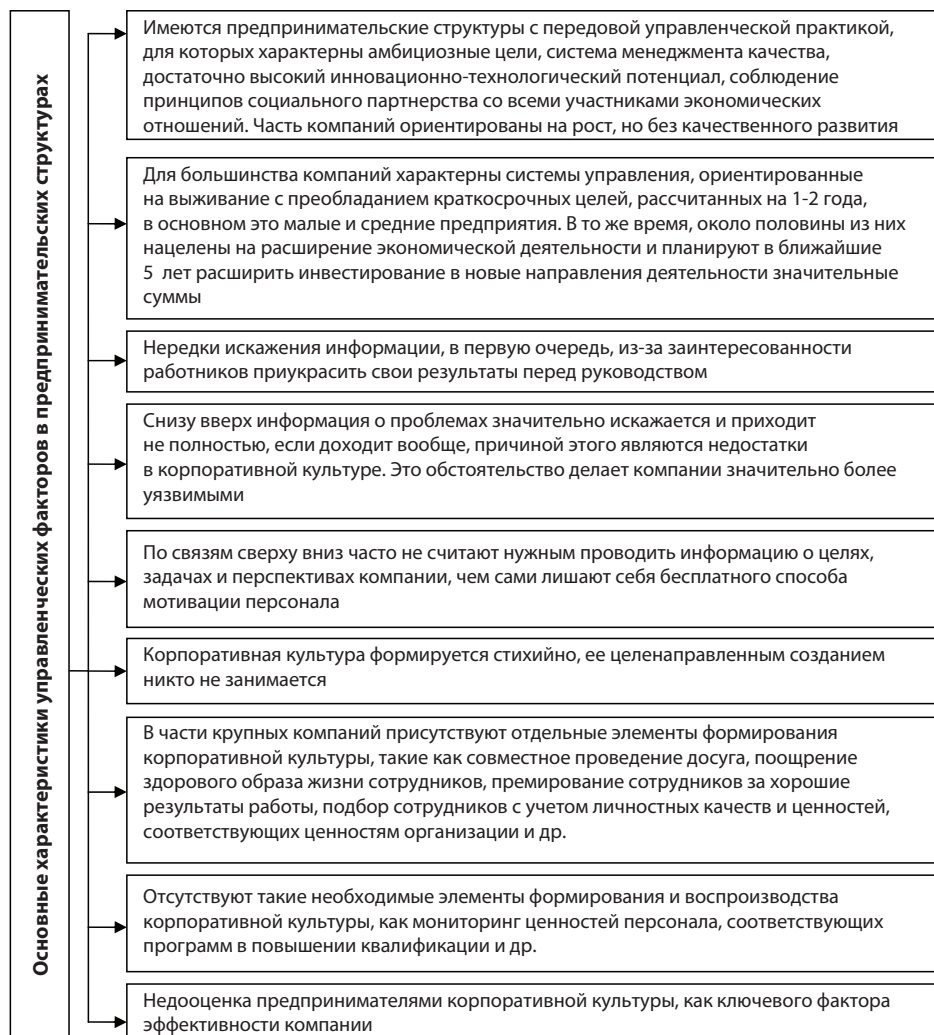 Основные характеристики управленческих факторов в предпринимательских структурах
Имеются предпринимательские структуры с передовой управленческой практикой,
для которых характерны амбициозные цели, система менеджмента качества,
достаточно высокий инновационно-технологический потенциал, соблюдение
принципов социального партнерства со всеми участниками экономических
отношений. Часть компаний ориентированы на рост, но без качественного развития
Для большинства компаний характерны системы управления, ориентированные
на выживание с преобладанием краткосрочных целей, рассчитанных на 1-2 года,
в основном это малые и средние предприятия. В то же время, около половины из них
нацелены на расширение экономической деятельности и планируют в ближайшие
5 лет расширить инвестирование в новые направления деятельности значительные
суммы
Нередки искажения информации, в первую очередь, из-за заинтересованности
работников приукрасить свои результаты перед руководством
Снизу вверх информация о проблемах значительно искажается и приходит
не полностью, если доходит вообще, причиной этого являются недостатки
в корпоративной культуре. Это обстоятельство делает компании значительно более
уязвимыми
По связям сверху вниз часто не считают нужным проводить информацию о целях,
задачах и перспективах компании, чем сами лишают себя бесплатного способа
мотивации персонала
Корпоративная культура формируется стихийно, ее целенаправленным созданием
никто не занимается
В части крупных компаний присутствуют отдельные элементы формирования
корпоративной культуры, такие как совместное проведение досуга, поощрение
здорового образа жизни сотрудников, премирование сотрудников за хорошие
результаты работы, подбор сотрудников с учетом личностных качеств и ценностей,
соответствующих ценностям организации и др.
Отсутствуют такие необходимые элементы формирования и воспроизводства
корпоративной культуры, как мониторинг ценностей персонала, соответствующих
программ в повышении квалификации и др.
Недооценка предпринимателями корпоративной культуры, как ключевого фактора
эффективности компании